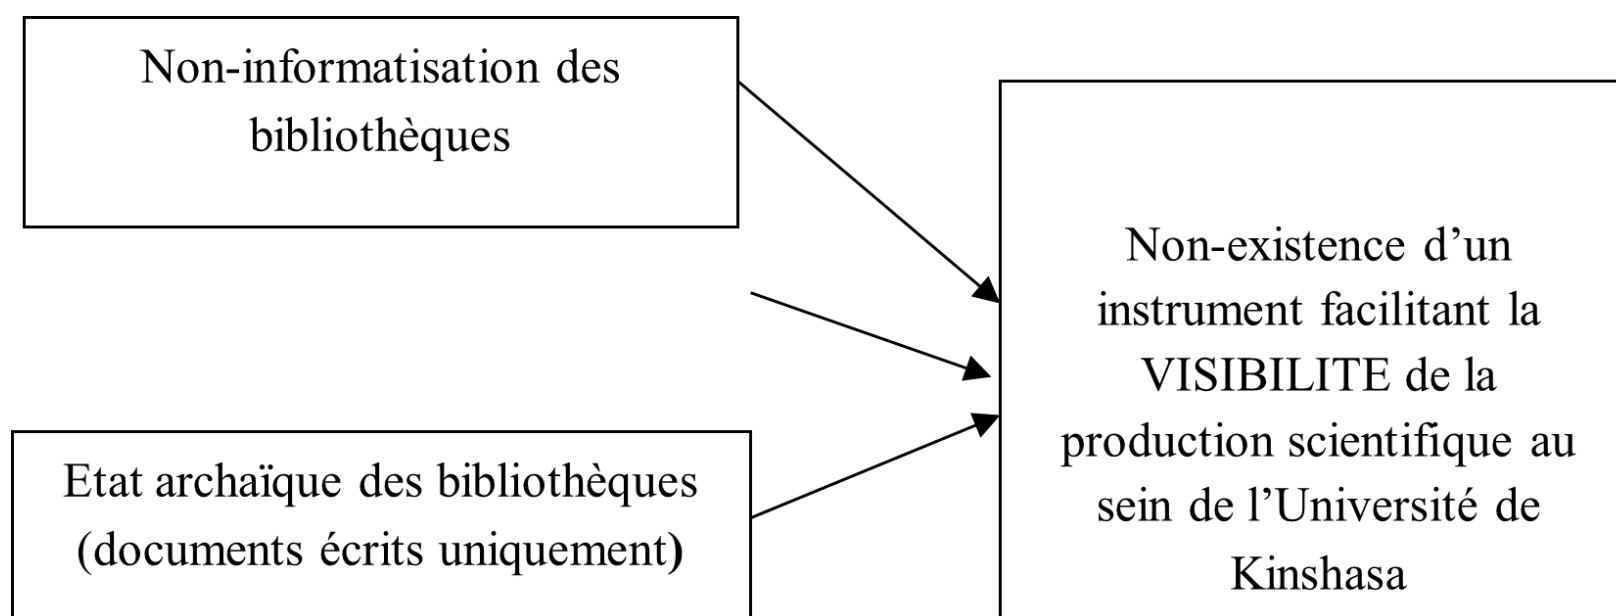 Non-informatisation des
bibliothèques
Etat archaïque des bibliothèques
(documents écrits uniquement)
Non-existence d’un
instrument facilitant la
VISIBILITE de la
production scientifique au
sein de l’Université de
Kinshasa